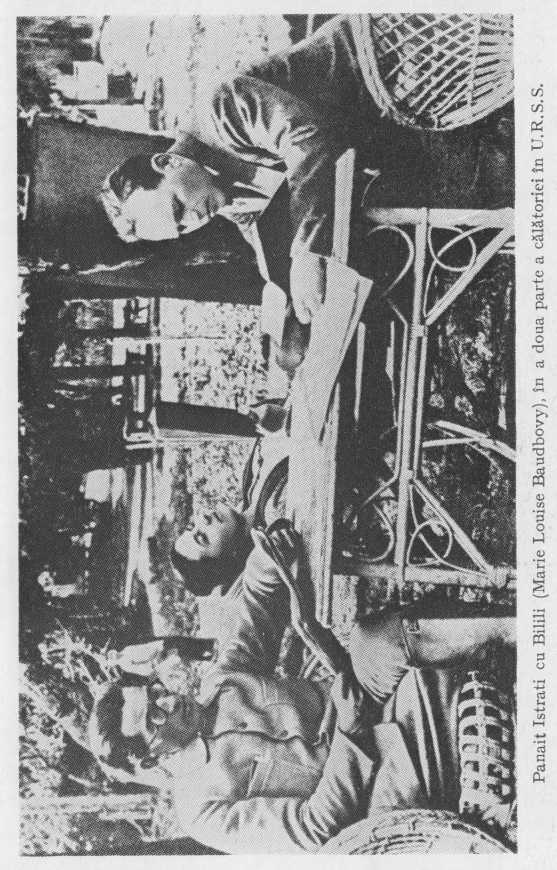 Panait Istrati cu Bilili (Marie Louise Baudbovy), în a doua parte a călătoriei în U.R.S.S.